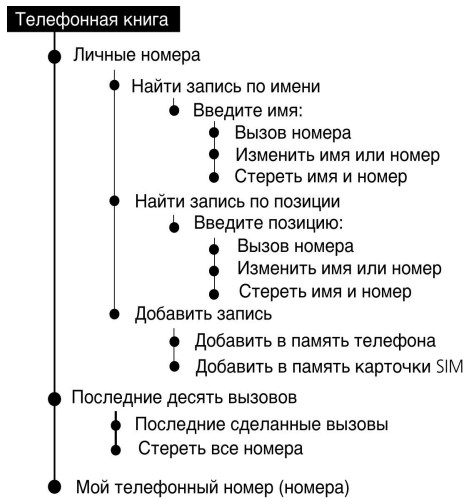 Телефонная книга
Личные номера
Найти запись по имени
Введите имя:
Вызов номера
Изменить имя или номер
Стереть имя и номер
Найти запись по позиции
Введите позицию:
Вызов номера
Изменить имя или номер
Стереть имя и номер
Добавить запись
Добавить в память телефона
Добавить в память карточки SIM
Последние десять вызовов
Последние сделанные вызовы
Стереть все номера
Мой телефонный номер (номера)